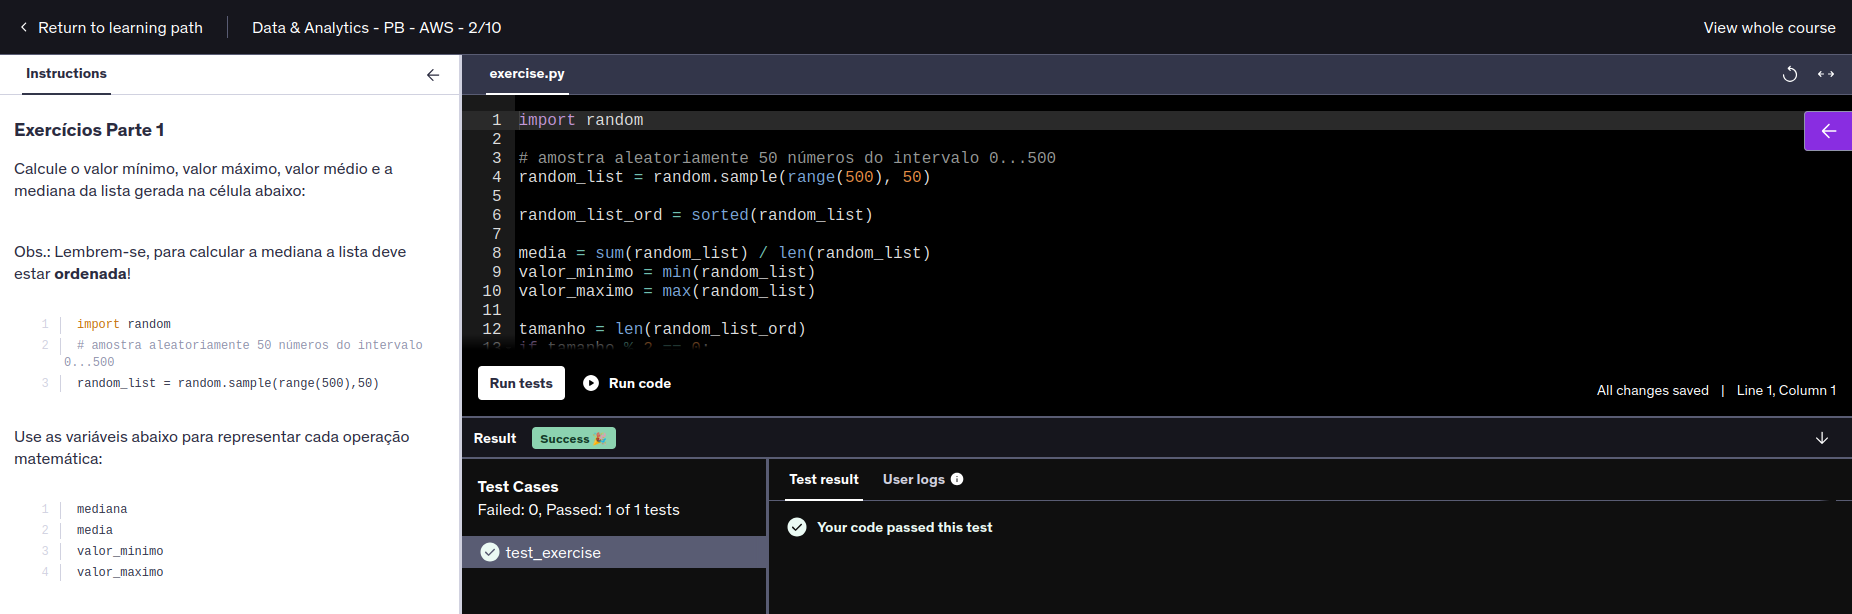 Return to learning path
Data & Analytics - PB - AWS - 2/10
View whole course
Instructions
Exercícios Parte 1
Calcule o valor mínimo, valor máximo, valor médio e a
mediana da lista gerada na célula abaixo:
Obs.: Lembrem-se, para calcular a mediana a lista deve
estar ordenada!
1 import random
2 # amostra aleatoriamente 50 números do intervalo
0...500
3 random_list = random.sample(range(500),50)
Use as variáveis abaixo para representar cada operação
matemática:
1 mediana
2 media
3 valor_minimo
4 valor_maximo
exercise.py
1 import random
2
3 # amostra aleatoriamente 50 números do intervalo 0...500
4 random_list = random.sample(range(500), 50)
5
6 random_list_ord = sorted(random_list)
7
8 media = sum(random_list) / len(random_list)
9 valor_minimo = min(random_list)
10 valor_maximo = max(random_list)
11
12 tamanho = len(random_list_ord)
13 if tamanho % 2 == 0:
Run tests
Run code
All changes saved | Line 1, Column 1
Result
Success 🎉
Test Cases
Failed: 0, Passed: 1 of 1 tests
test_exercise
Test result
User logs
Your code passed this test